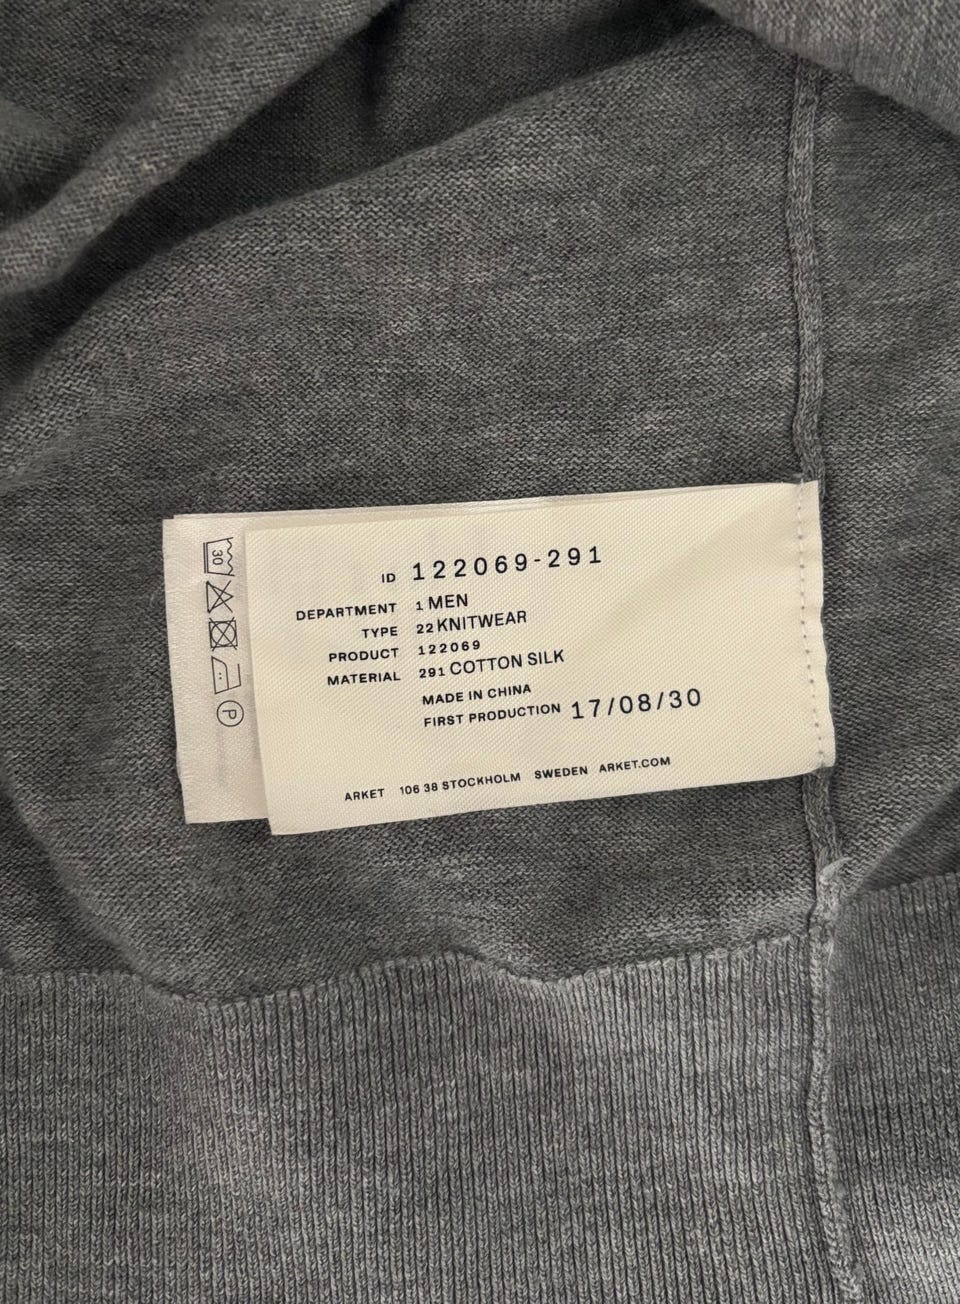 ID 122069-291
DEPARTMENT 1 MEN
TYPE 22 KNITWEAR
PRODUCT 122069
MATERIAL 291 COTTON SILK
MADE IN CHINA
FIRST PRODUCTION 17/08/30
ARKET 106 38 STOCKHOLM SWEDEN ARKET.COM
30
P